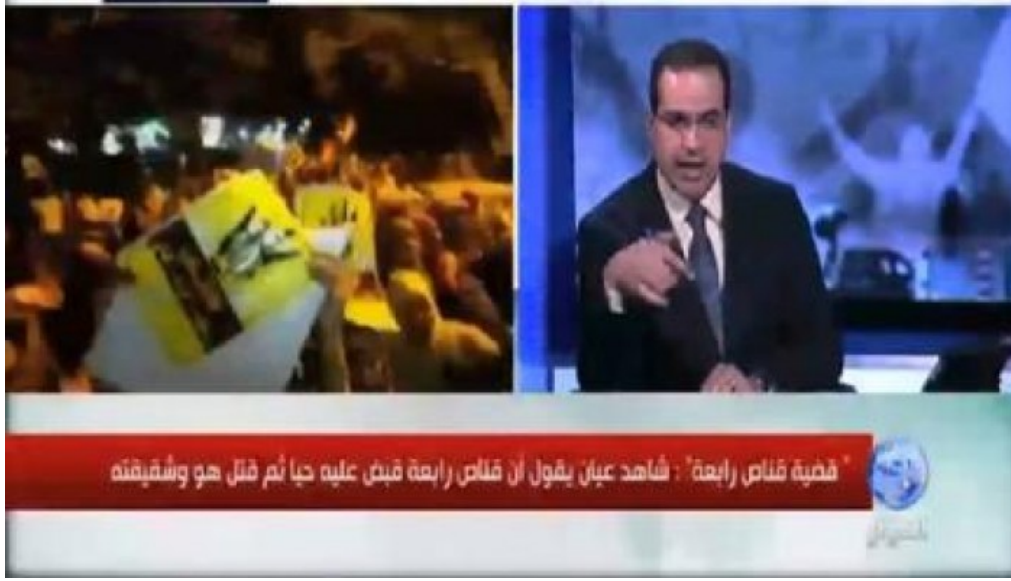 " قضية قناص رابعة" : شاهد عيان يقول أن قناص رابعة قبض عليه حيا ثم قتل هو وشقيقته